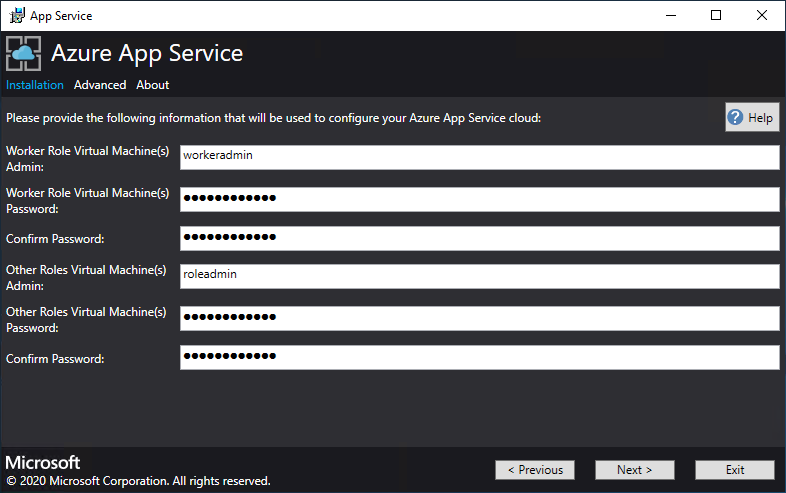 App Service
Azure App Service
Installation Advanced About
Please provide the following information that will be used to configure your Azure App Service cloud:
Help
Worker Role Virtual Machine(s)
Admin:
workeradmin
Worker Role Virtual Machine(s)
Password:
●●●●●●●●●●●●
Confirm Password:
●●●●●●●●●●●●
Other Roles Virtual Machine(s)
Admin:
roleadmin
Other Roles Virtual Machine(s)
Password:
●●●●●●●●●●●●
Confirm Password:
●●●●●●●●●●●●
Microsoft
© 2020 Microsoft Corporation. All rights reserved.
< Previous Next > Exit